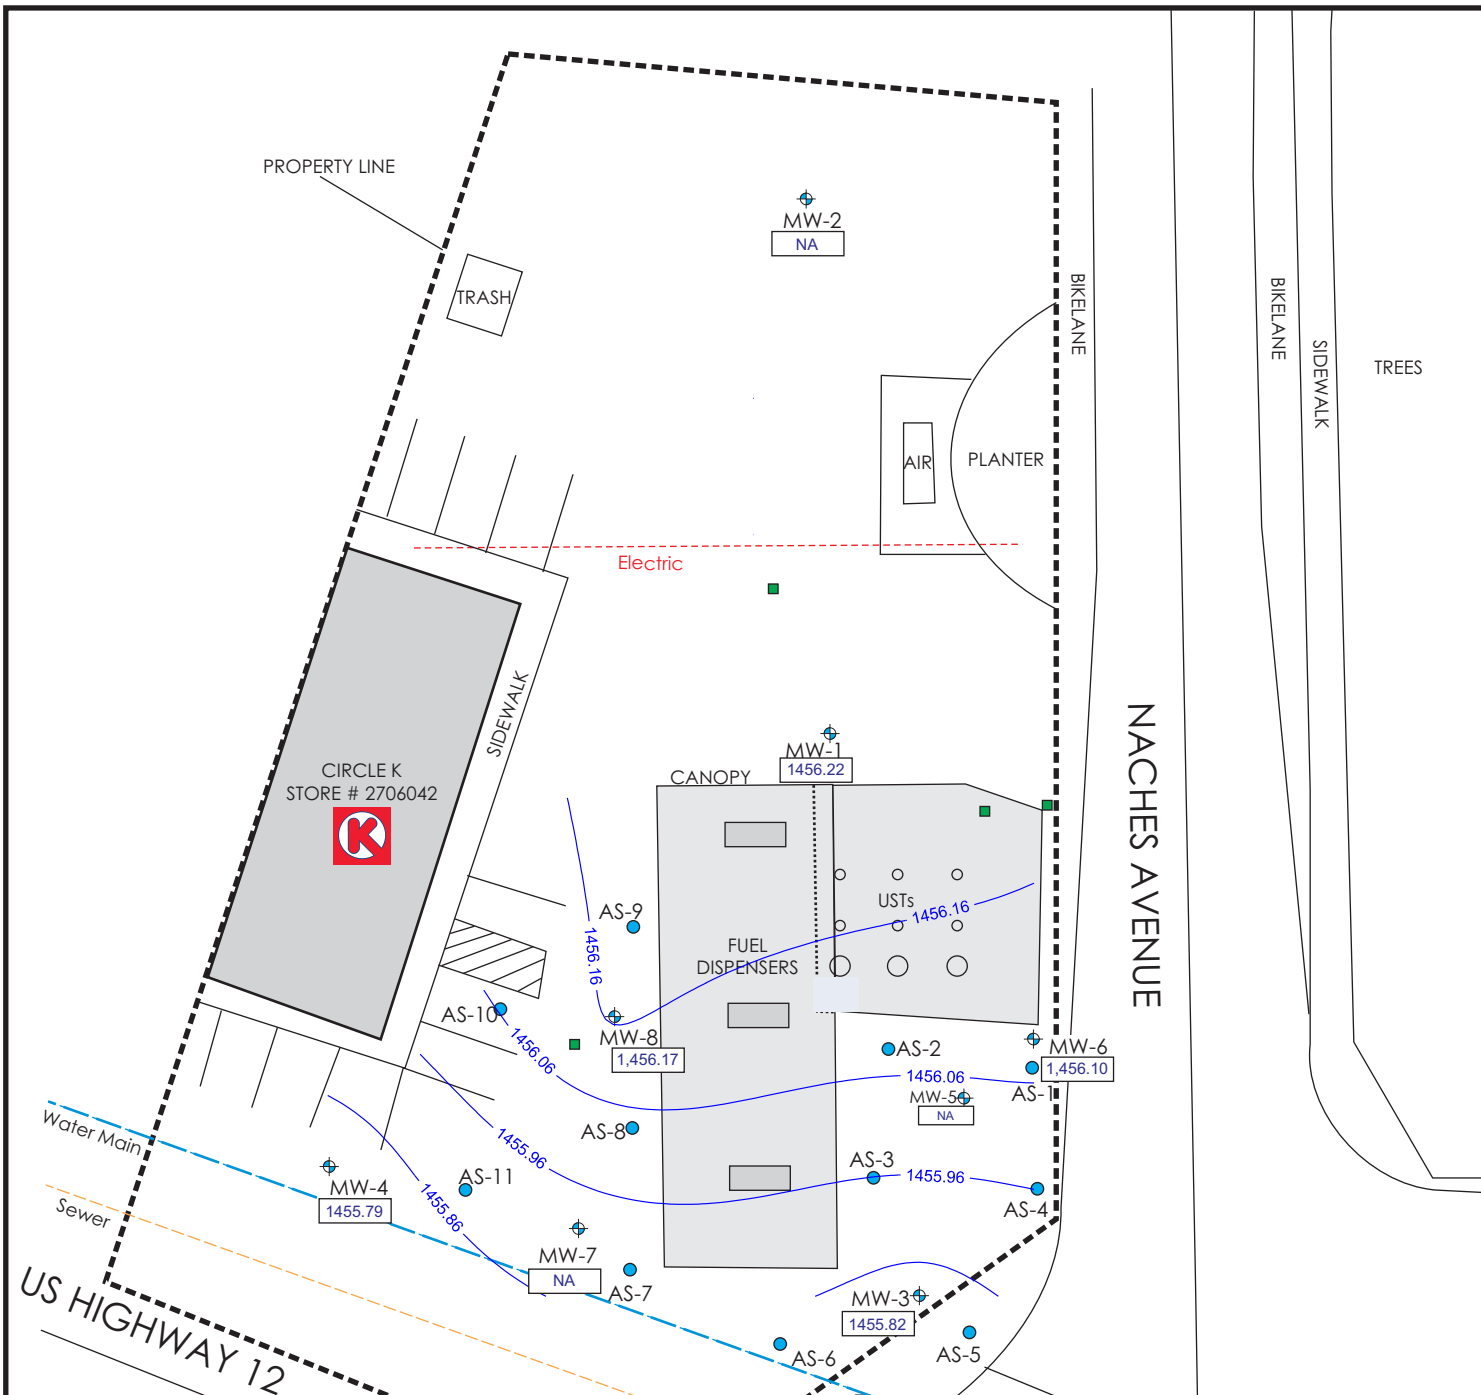 PROPERTY LINE
MW-2
NA
TRASH
BIKELANE
BIKELANE
SIDEWALK
TREES
AIR
PLANTER
Electric
SIDEWALK
NACHES AVENUE
MW-1
1456.22
CIRCLE K
STORE # 2706042
K
CANOPY
USTs
1456.16
AS-9
1456.16
FUEL
DISPENSERS
AS-10
MW-8
1,456.17
1456.06
AS-2
MW-6
1,456.10
1456.06
AS-1
MW-5
NA
Water Main
AS-8
1455.96
AS-3
1455.96
MW-4
1455.79
AS-11
1455.86
AS-4
Sewer
MW-7
NA
AS-7
MW-3
1455.82
US HIGHWAY 12
AS-6
AS-5